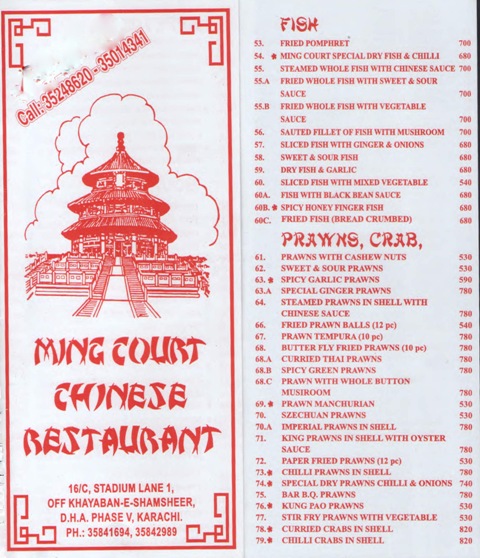 Call: 35248620 - 35014341
MING COURT
CHINESE
RESTAURANT
16/C, STADIUM LANE 1,
OFF KHAYABAN-E-SHAMSHEER,
D.H.A. PHASE V, KARACHI.
PH.: 35841694, 35842989
FISH
53. FRIED POMPHRET 700
54. * MING COURT SPECIAL DRY FISH & CHILLI 680
55. STEAMED WHOLE FISH WITH CHINESE SAUCE 700
55.A FRIED WHOLE FISH WITH SWEET & SOUR
SAUCE 700
55.B FRIED WHOLE FISH WITH VEGETABLE
SAUCE 700
56. SAUTED FILLET OF FISH WITH MUSHROOM 700
57. SLICED FISH WITH GINGER & ONIONS 680
58. SWEET & SOUR FISH 680
59. DRY FISH & GARLIC 680
60. SLICED FISH WITH MIXED VEGETABLE 540
60A. FISH WITH BLACK BEAN SAUCE 680
60B. * SPICY HONEY FINGER FISH 680
60C. FRIED FISH (BREAD CRUMBED) 680
PRAWNS, CRAB,
61. PRAWNS WITH CASHEW NUTS 530
62. SWEET & SOUR PRAWNS 530
63. * SPICY GARLIC PRAWNS 590
63.A SPECIAL GINGER PRAWNS 780
64. STEAMED PRAWNS IN SHELL WITH
CHINESE SAUCE 780
66. FRIED PRAWN BALLS (12 pc) 540
67. PRAWN TEMPURA (10 pc) 780
68. BUTTER FLY FRIED PRAWNS (10 pc) 780
68.A CURRIED THAI PRAWNS 780
68.B SPICY GREEN PRAWNS 780
68.C PRAWN WITH WHOLE BUTTON
MUSIROOM 780
69. * PRAWN MANCHURIAN 530
70. SZECHUAN PRAWNS 530
70.A IMPERIAL PRAWNS IN SHELL 780
71. KING PRAWNS IN SHELL WITH OYSTER
SAUCE 780
72. PAPER FRIED PRAWNS (12 pc) 530
73. * CHILLI PRAWNS IN SHELL 780
74. * SPECIAL DRY PRAWNS CHILLI & ONIONS 740
75. BAR B.Q. PRAWNS 780
76. * KUNG PAO PRAWNS 530
77. STIR FRY PRAWNS WITH VEGETABLE 530
78. * CURRIED CRABS IN SHELL 820
79. * CHILLI CRABS IN SHELL 820